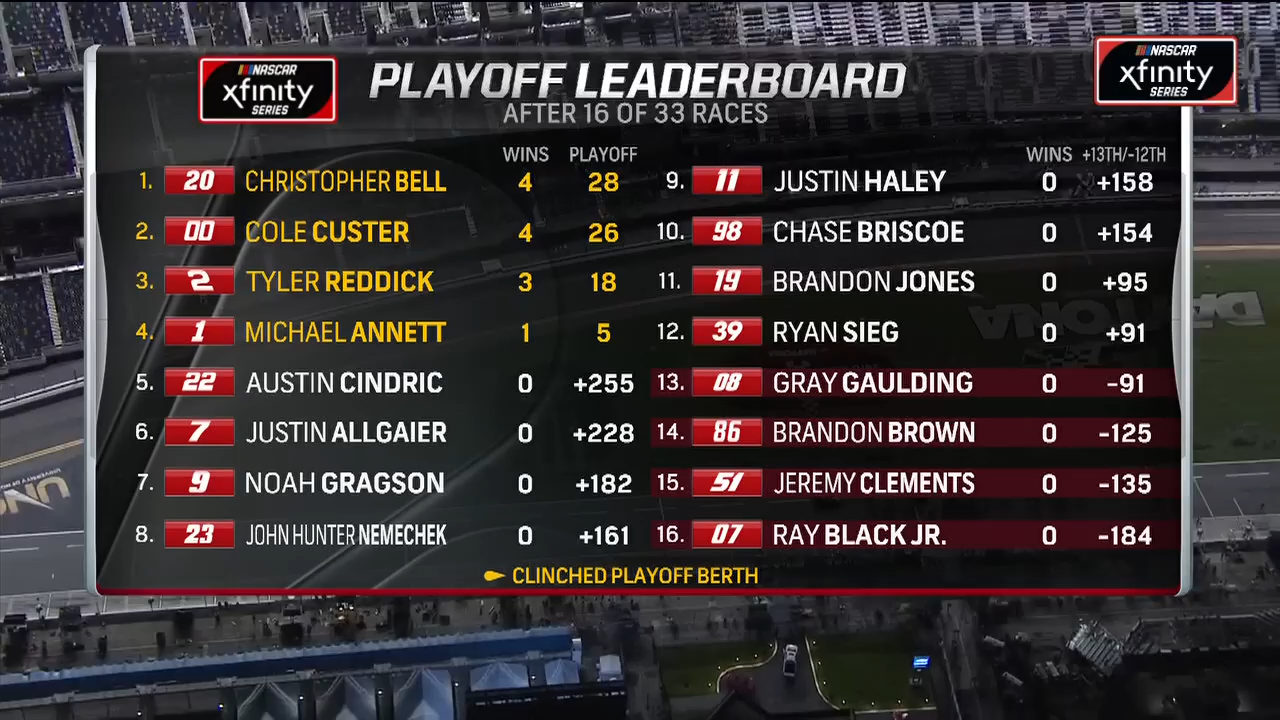 NASCAR
xfinity
SERIES
PLAYOFF LEADERBOARD
AFTER 16 OF 33 RACES
NASCAR
xfinity
SERIES
WINS PLAYOFF
1. 20 CHRISTOPHER BELL 4 28
2. 00 COLE CUSTER 4 26
3. 2 TYLER REDDICK 3 18
4. 1 MICHAEL ANNETT 1 5
5. 22 AUSTIN CINDRIC 0 +255
6. 7 JUSTIN ALLGAIER 0 +228
7. 9 NOAH GRAGSON 0 +182
8. 23 JOHN HUNTER NEMECHEK 0 +161
WINS +13TH/-12TH
9. 11 JUSTIN HALEY 0 +158
10. 98 CHASE BRISCOE 0 +154
11. 19 BRANDON JONES 0 +95
12. 39 RYAN SIEG 0 +91
13. 08 GRAY GAULDING 0 -91
14. 86 BRANDON BROWN 0 -125
15. 51 JEREMY CLEMENTS 0 -135
16. 07 RAY BLACK JR. 0 -184
CLINCHED PLAYOFF BERTH
DAYTONA